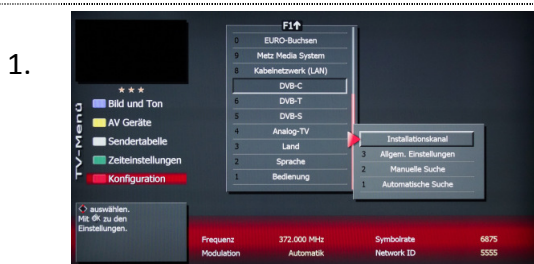 1.
F1↑
0 EURO-Buchsen
9 Metz Media System
8 Kabelnetzwerk (LAN)
DVB-C
6 DVB-T
5 DVB-S
4 Analog-TV
3 Land
2 Sprache
1 Bedienung
TV-Menü
★★★
Bild und Ton
AV Geräte
Sendertabelle
Zeiteinstellungen
Konfiguration
Installationskanal
3 Allgem. Einstellungen
2 Manuelle Suche
1 Automatische Suche
auswählen.
Mit ok zu den
Einstellungen.
Frequenz 372.000 MHz Symbolrate 6875
Modulation Automatik Network ID 5555